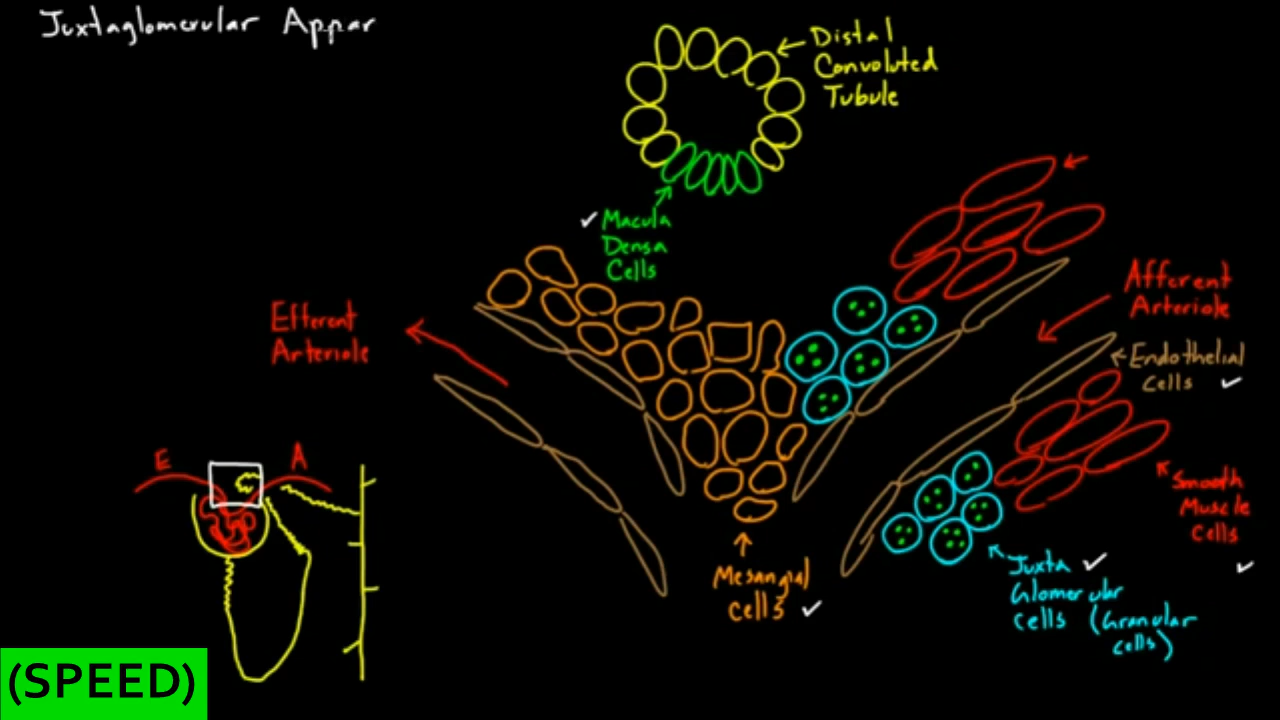 Juxtaglomerular Appar
Distal
Convoluted
Tubule
Macula
Densa
Cells
Efferent
Arteriole
Afferent
Arteriole
Endothelial
Cells
E
A
Smooth
Muscle
Cells
Mesangial
Cells
Juxta
Glomerular
Cells (Granular
Cells)
(SPEED)